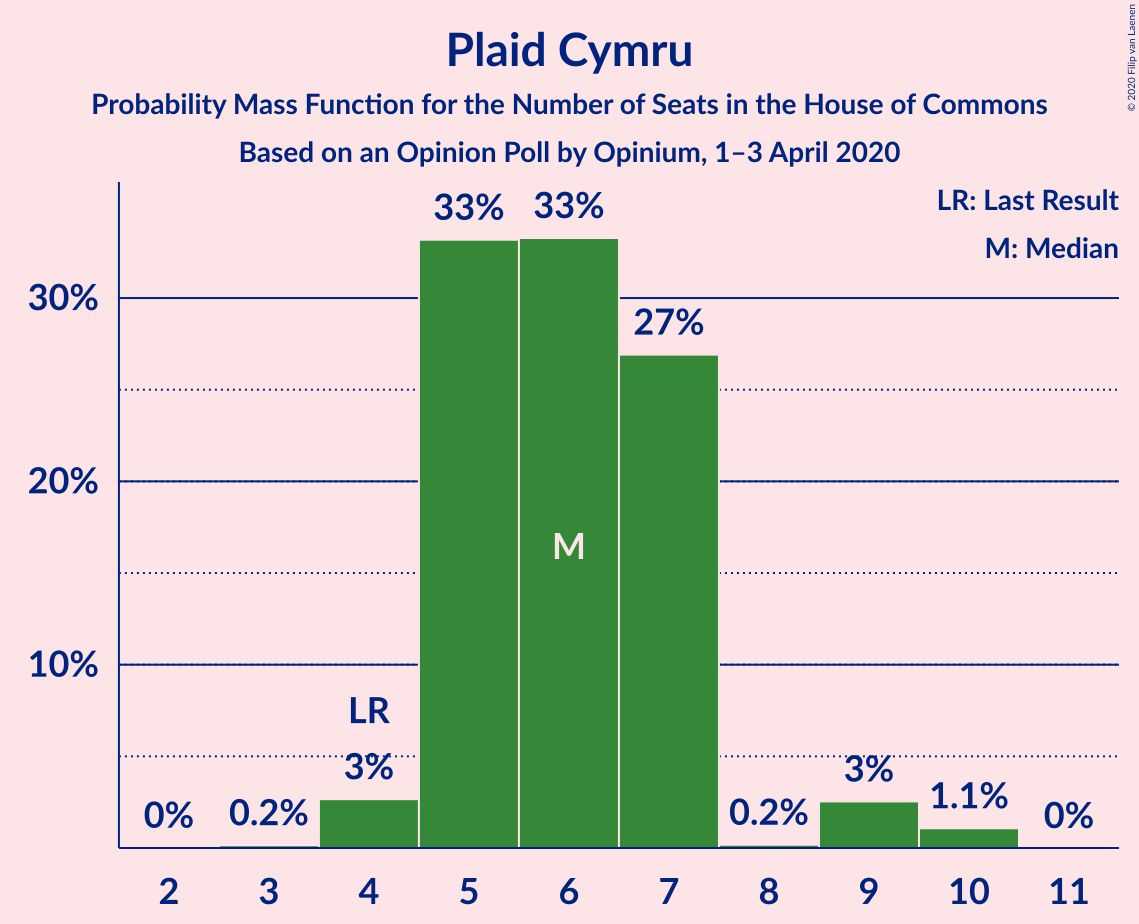 Plaid Cymru
Probability Mass Function for the Number of Seats in the House of Commons
Based on an Opinion Poll by Opinium, 1–3 April 2020
© 2020 Filip van Laenen
LR: Last Result
M: Median
33%
33%
30%
27%
20%
M
10%
LR
3%
3%
1.1%
0%
0.2%
0.2%
0%
2 3 4 5 6 7 8 9 10 11